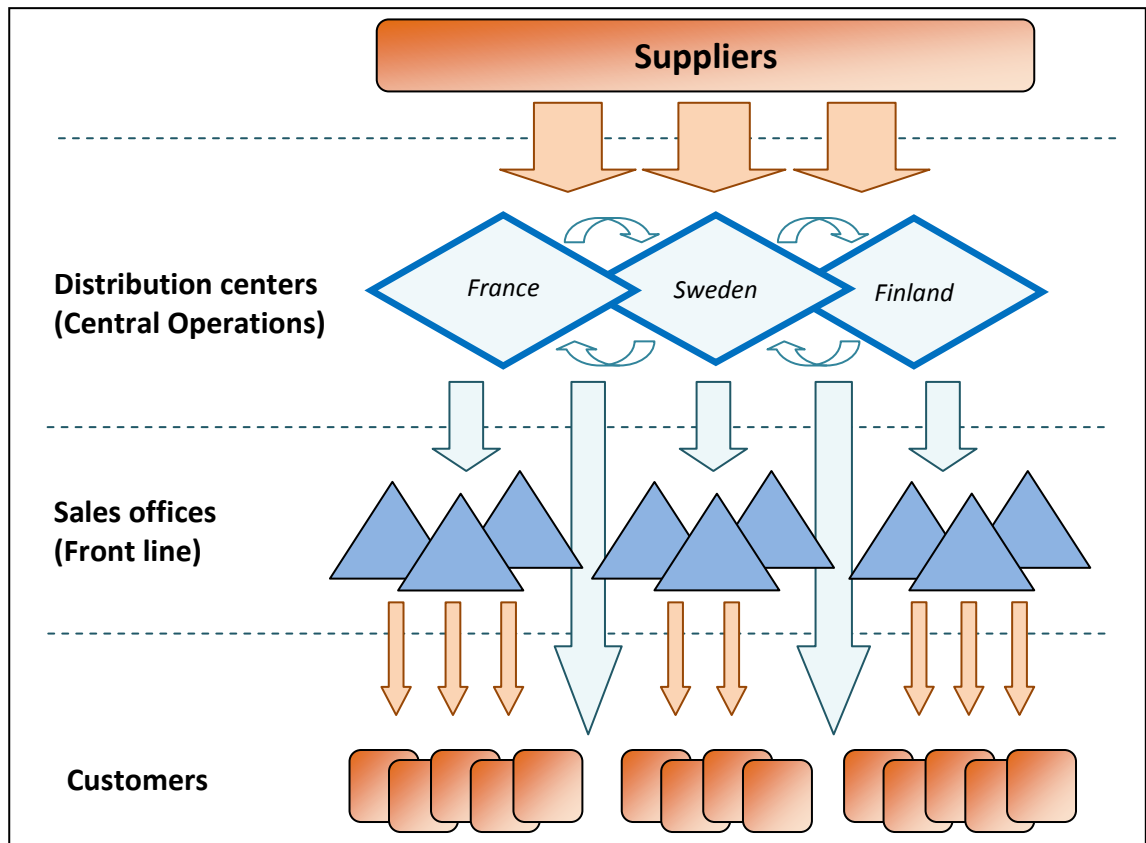 Suppliers
Distribution centers
(Central Operations)
France
Sweden
Finland
Sales offices
(Front line)
Customers